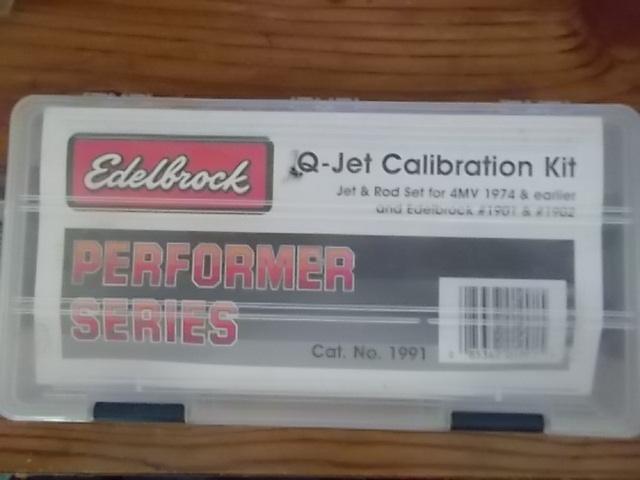 Edelbrock
Q-Jet Calibration Kit
Jet & Rod Set for 4MV 1974 & earlier
and Edelbrock #1901 & #1902
PERFORMER
SERIES
Cat. No. 1991